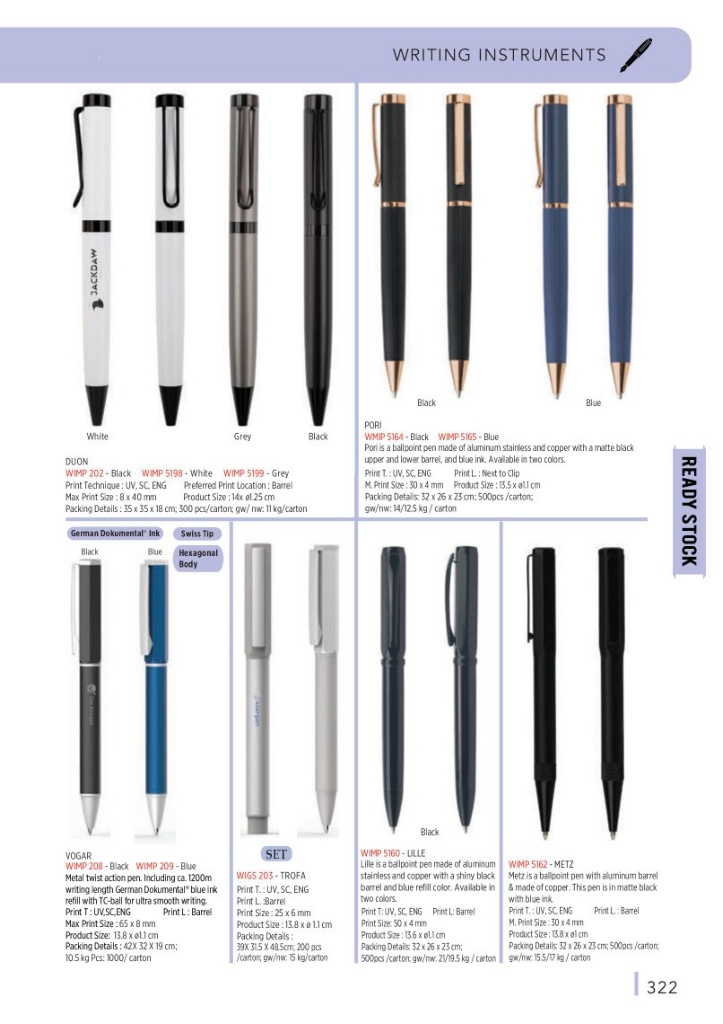 WRITING INSTRUMENTS
JACKDAW
White
Grey
Black
DUON
WIMP 202 - Black WIMP 5198 - White WIMP 5199 - Grey
Print Technique : UV, SC, ENG Preferred Print Location : Barrel
Max Print Size : 8 x 40 mm Product Size : 14x ø1.25 cm
Packing Details : 35 x 35 x 18 cm; 300 pcs/carton; gw/ nw: 11 kg/carton
Black
Blue
PORI
WMIP 5164 - Black WIMP 5165 - Blue
Pori is a ballpoint pen made of aluminum stainless and copper with a matte black
upper and lower barrel, and blue ink. Available in two colors.
Print T. : UV, SC, ENG Print L. : Next to Clip
M. Print Size : 30 x 4 mm Product Size : 13.5 x ø1.1 cm
Packing Details: 32 x 26 x 23 cm; 500pcs /carton;
gw/nw: 14/12.5 kg / carton
READY STOCK
German Dokumental® Ink
Swiss Tip
Black
Blue
Hexagonal
Body
VOGAR
WIMP 208 - Black WIMP 209 - Blue
Metal twist action pen. Including ca. 1200m
writing length German Dokumental® blue ink
refill with TC-ball for ultra smooth writing.
Print T : UV,SC,ENG Print L : Barrel
Max Print Size : 65 x 8 mm
Product Size: 13.8 x ø1.1 cm
Packing Details : 42X 32 X 19 cm;
10.5 kg Pcs: 1000/ carton
SET
WIGS 203 - TROFA
Print T. : UV, SC, ENG
Print L. :Barrel
Print Size : 25 x 6 mm
Product Size : 13.8 x ø 1.1 cm
Packing Details :
39X 31.5 X 48.5cm; 200 pcs
/carton; gw/nw: 15 kg/carton
Black
WIMP 5160 - LILLE
Lille is a ballpoint pen made of aluminum
stainless and copper with a shiny black
barrel and blue refill color. Available in
two colors.
Print T: UV, SC, ENG Print L: Barrel
Print Size: 50 x 4 mm
Product Size : 13.6 x ø1.1 cm
Packing Details: 32 x 26 x 23 cm;
500pcs /carton; gw/nw: 21/19.5 kg / carton
WIMP 5162 - METZ
Metz is a ballpoint pen with aluminum barrel
& made of copper. This pen is in matte black
with blue ink.
Print T. : UV, SC, ENG Print L. : Barrel
M. Print Size : 30 x 4 mm
Product Size : 13.8 x ø1 cm
Packing Details: 32 x 26 x 23 cm; 500pcs /carton;
gw/nw: 15.5/17 kg / carton
322